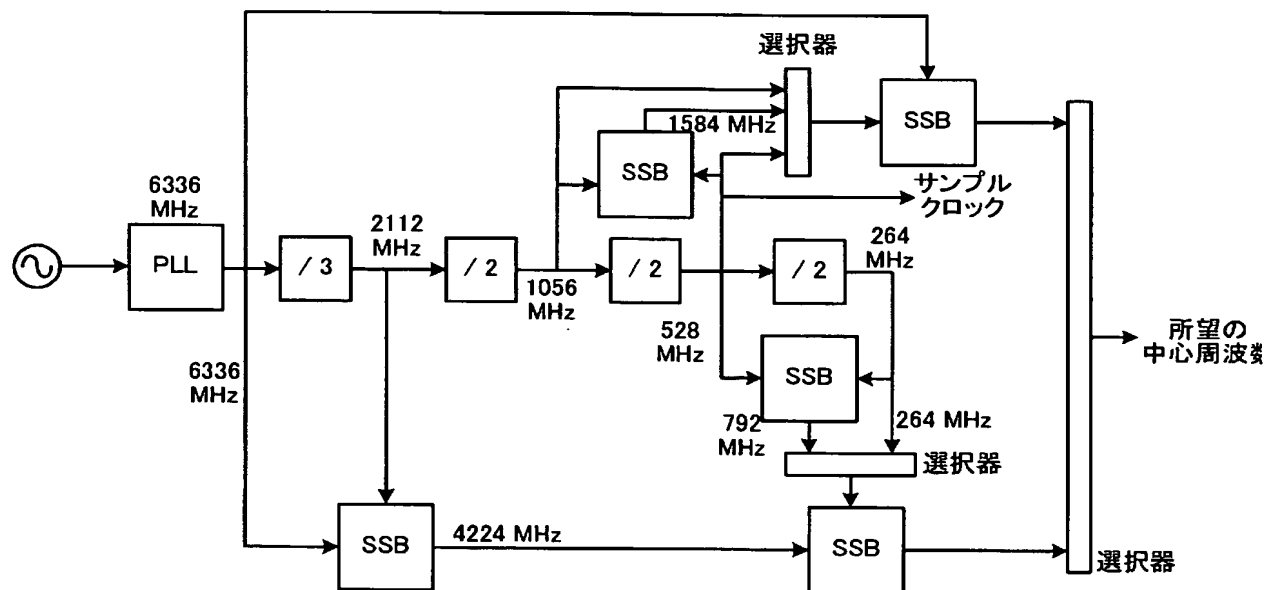 選択器
1584 MHz
SSB
SSB
サンプル
クロック
6336
MHz
PLL
/ 3
2112
MHz
/ 2
1056
MHz
/ 2
/ 2
264
MHz
528
MHz
SSB
所望の
中心周波数
6336
MHz
792
MHz
264 MHz
選択器
SSB
4224 MHz
SSB
選択器